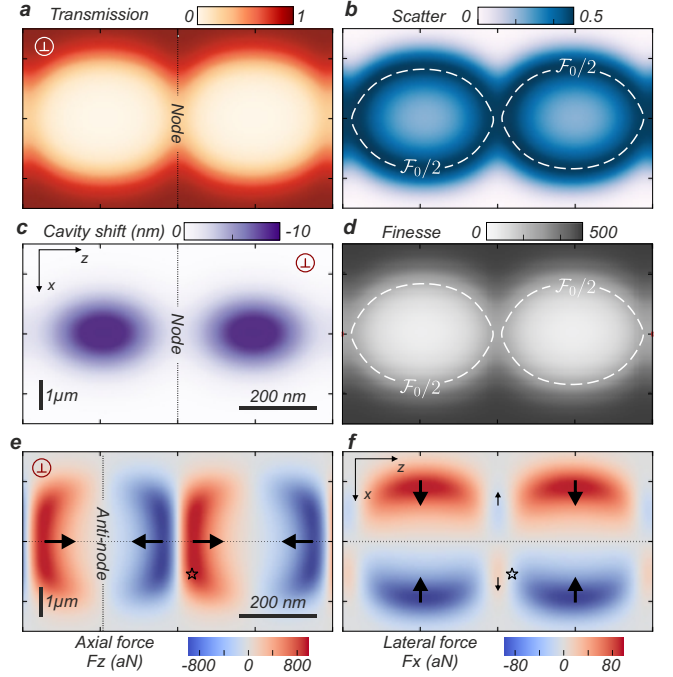 a Transmission 0 1
b Scatter 0 0.5
⊥
Node
F₀/2
F₀/2
c Cavity shift (nm) 0 -10
d Finesse 0 500
z
x
⊥
Node
1µm
200 nm
F₀/2
F₀/2
e
f
⊥
Anti-node
1µm
200 nm
z
x
Axial force
Fz (aN)
-800 0 800
Lateral force
Fx (aN)
-80 0 80